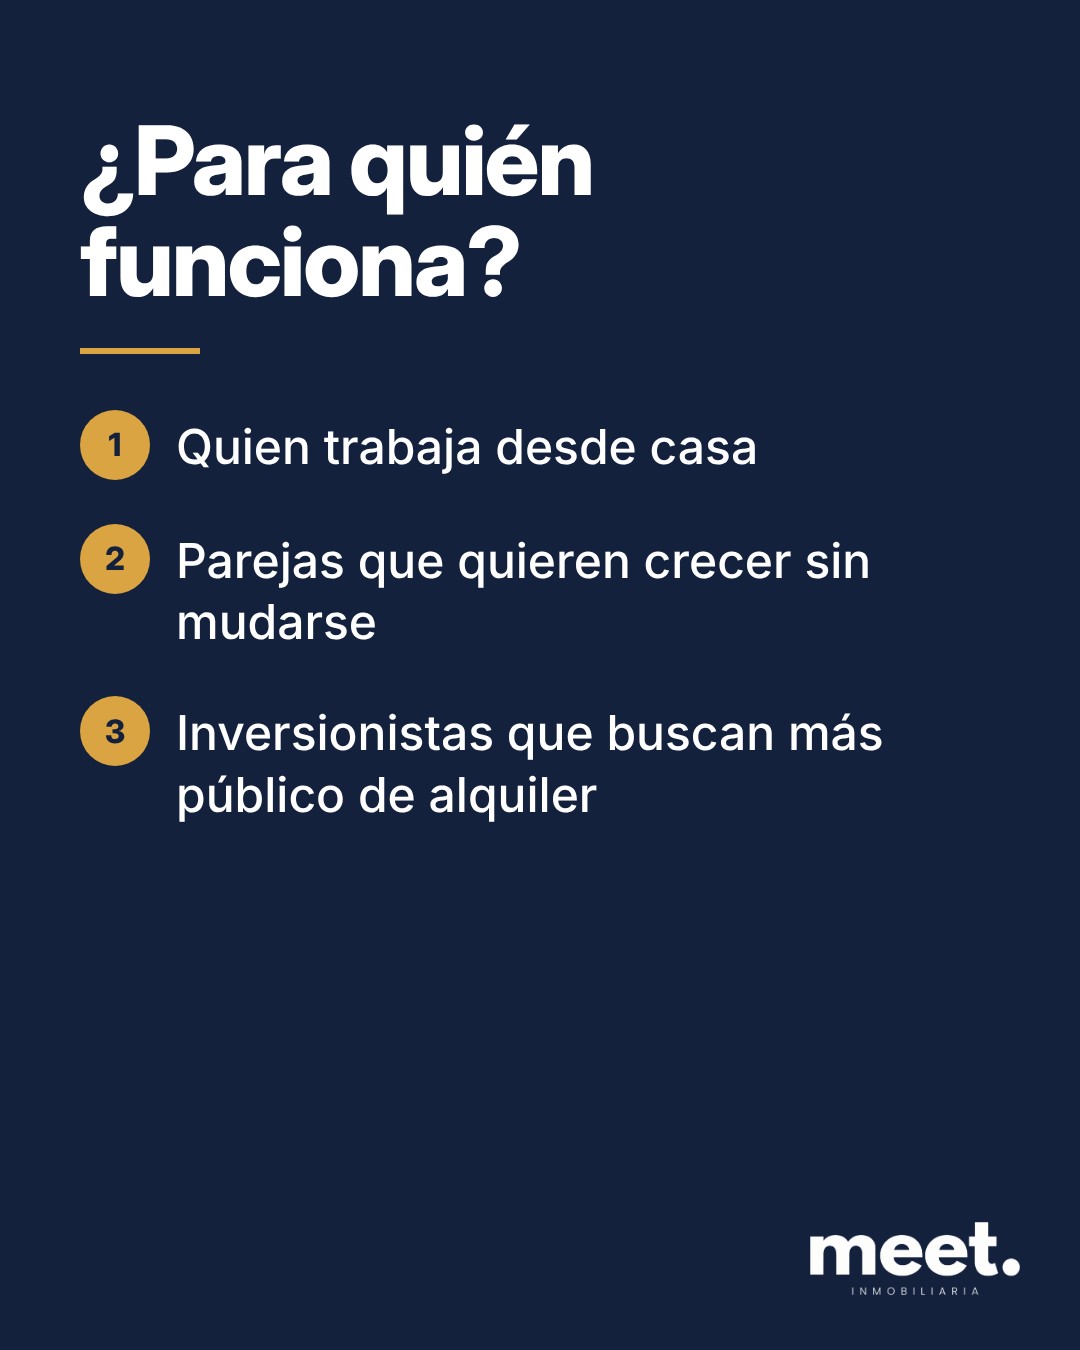 ¿Para quién
funciona?
1 Quien trabaja desde casa
2 Parejas que quieren crecer sin
mudarse
3 Inversionistas que buscan más
público de alquiler
meet.
INMOBILIARIA